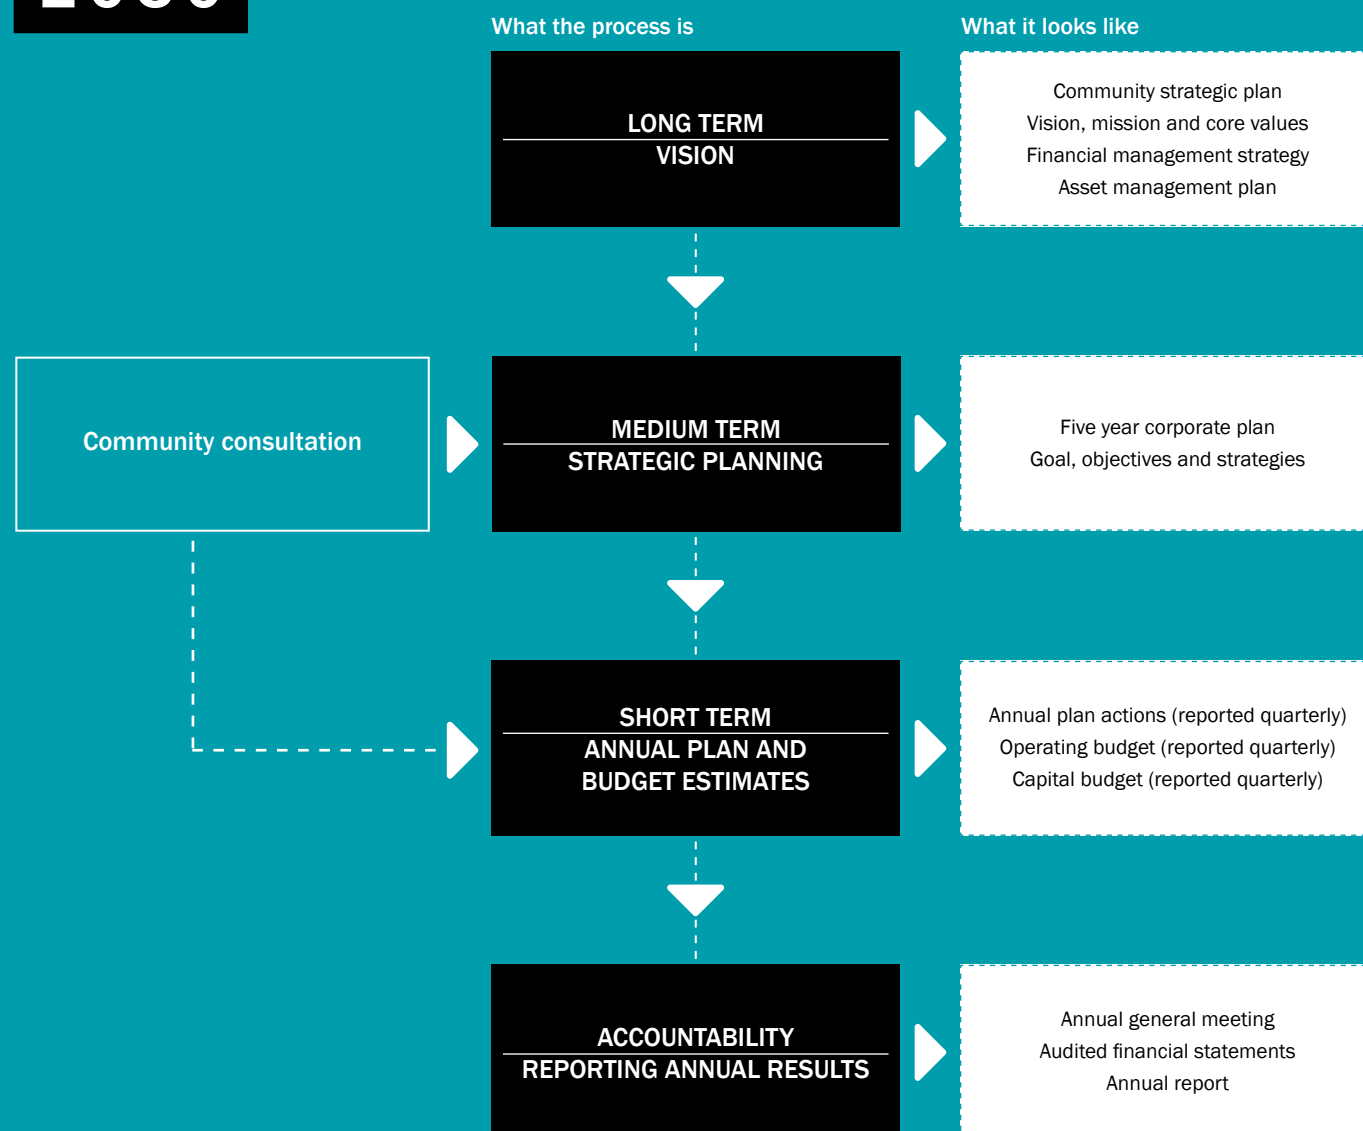 What the process is
What it looks like
LONG TERM
VISION
Community strategic plan
Vision, mission and core values
Financial management strategy
Asset management plan
Community consultation
MEDIUM TERM
STRATEGIC PLANNING
Five year corporate plan
Goal, objectives and strategies
SHORT TERM
ANNUAL PLAN AND
BUDGET ESTIMATES
Annual plan actions (reported quarterly)
Operating budget (reported quarterly)
Capital budget (reported quarterly)
ACCOUNTABILITY
REPORTING ANNUAL RESULTS
Annual general meeting
Audited financial statements
Annual report